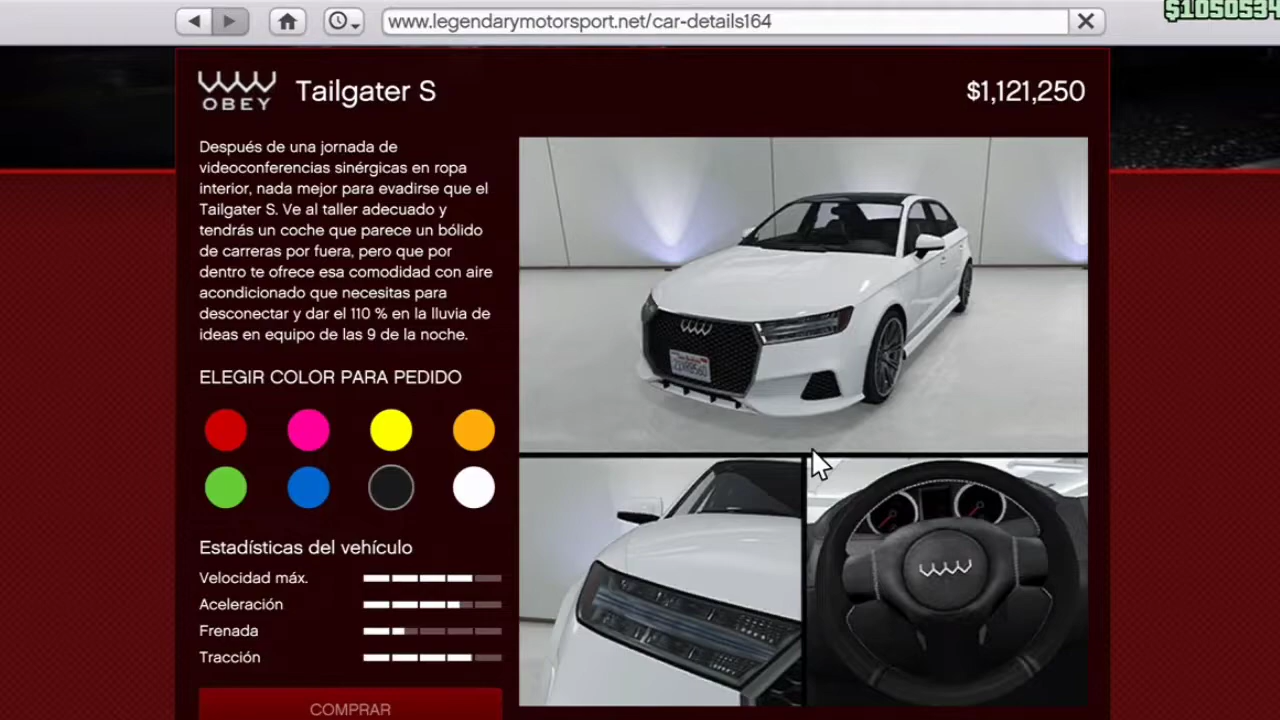 www.legendarymotorsport.net/car-details164
$1050534
OBEY
Tailgater S
$1,121,250
Después de una jornada de
videoconferencias sinérgicas en ropa
interior, nada mejor para evadirse que el
Tailgater S. Ve al taller adecuado y
tendrás un coche que parece un bólido
de carreras por fuera, pero que por
dentro te ofrece esa comodidad con aire
acondicionado que necesitas para
desconectar y dar el 110 % en la lluvia de
ideas en equipo de las 9 de la noche.
ELEGIR COLOR PARA PEDIDO
Estadísticas del vehículo
Velocidad máx.
Aceleración
Frenada
Tracción
COMPRAR